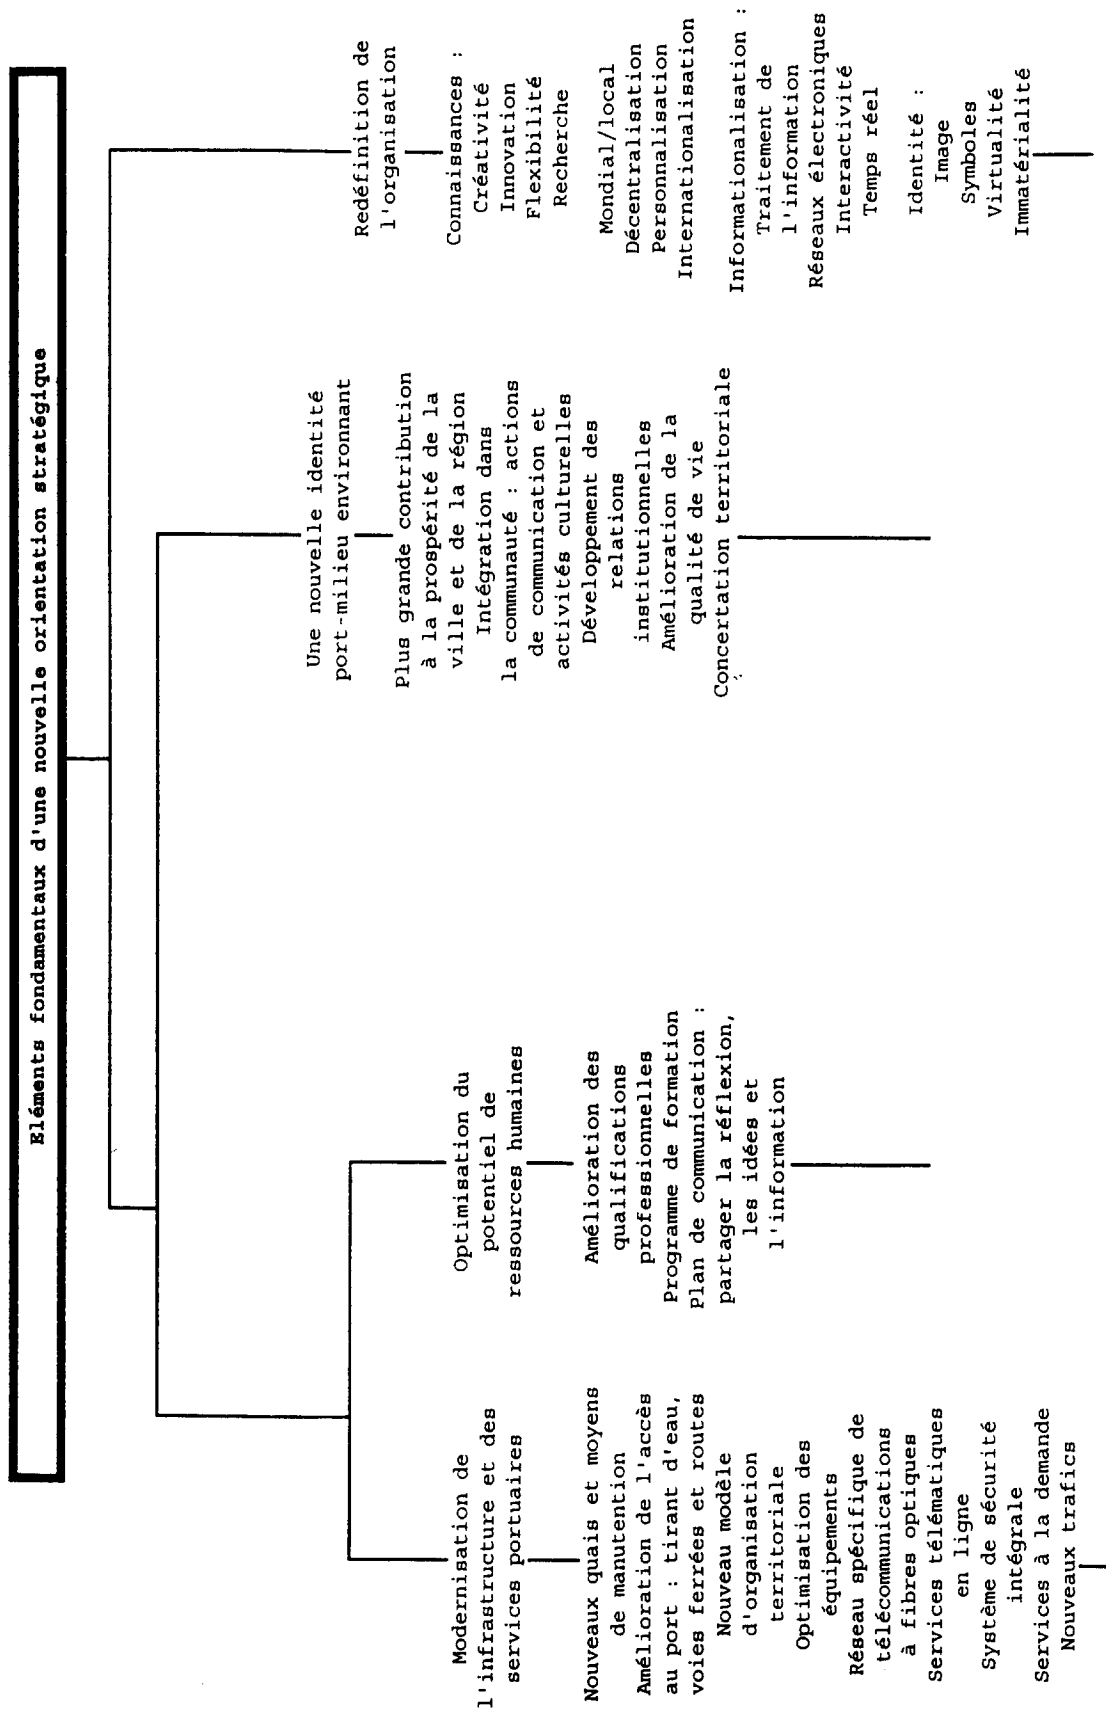 Eléments fondamentaux d'une nouvelle orientation stratégique
Modernisation de
l'infrastructure et des
services portuaires
Nouveaux quais et moyens
de manutention
Amélioration de l'accès
au port : tirant d'eau,
voies ferrées et routes
Nouveau modèle
d'organisation
territoriale
Optimisation des
équipements
Réseau spécifique de
télécommunications
à fibres optiques
Services télématiques
en ligne
Système de sécurité
intégrale
Services à la demande
Nouveaux trafics
Optimisation du
potentiel de
ressources humaines
Amélioration des
qualifications
professionnelles
Programme de formation
Plan de communication :
partager la réflexion,
les idées et
l'information
Une nouvelle identité
port-milieu environnant
Plus grande contribution
à la prospérité de la
ville et de la région
Intégration dans
la communauté : actions
de communication et
activités culturelles
Développement des
relations
institutionnelles
Amélioration de la
qualité de vie
Concertation territoriale
Redéfinition de
l'organisation
Connaissances :
Créativité
Innovation
Flexibilité
Recherche
Mondial/local
Décentralisation
Personnalisation
Internationalisation
Informationalisation :
Traitement de
l'information
Réseaux électroniques
Interactivité
Temps réel
Identité :
Image
Symboles
Virtualité
Immatérialité